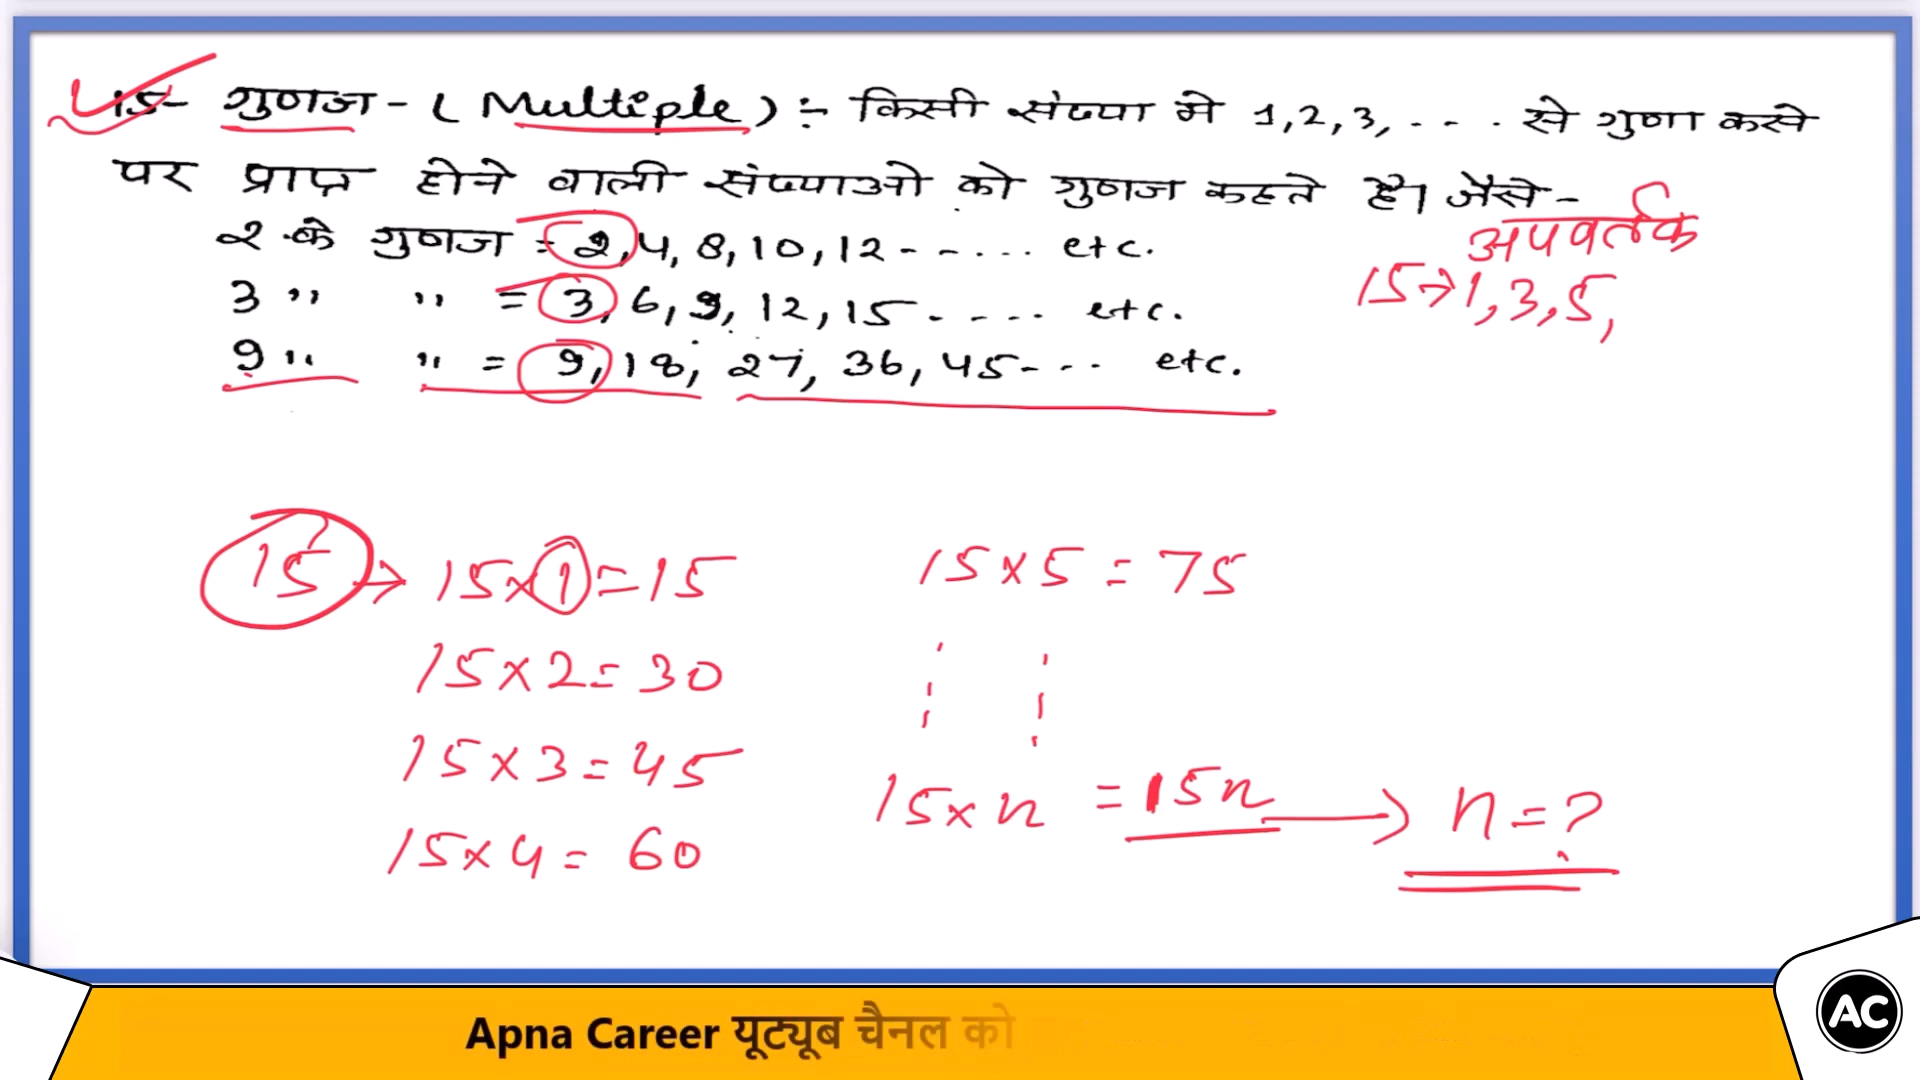 15- गुणज - ( Multiple ) :- किसी संख्या मे 1,2,3, . . . . से गुणा करने
पर प्राप्त होने वाली संख्याओ को गुणज कहते है। जैसे -
2 के गुणज = 2,4,8,10,12 - - . . . . etc.
3 ,, ,, = 3,6,9,12,15 . - - . . etc.
9 ,, ,, = 9,18, 27, 36, 45 - . . . etc.
अपवर्तक
15→1,3,5,
15 → 15×1=15
15×2=30
15×3=45
15×4=60
15×5=75
15×n =15n → n=?
Apna Career यूट्यूब चैनल को
AC